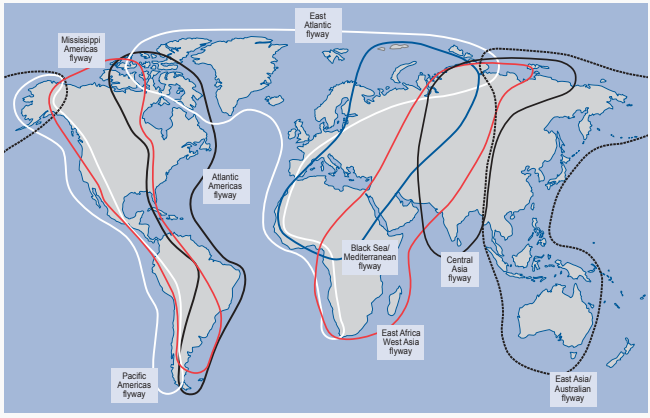 East
Atlantic
flyway
Mississippi
Americas
flyway
Atlantic
Americas
flyway
Black Sea/
Mediterranean
flyway
Central
Asia
flyway
East Africa
West Asia
flyway
Pacific
Americas
flyway
East Asia/
Australian
flyway